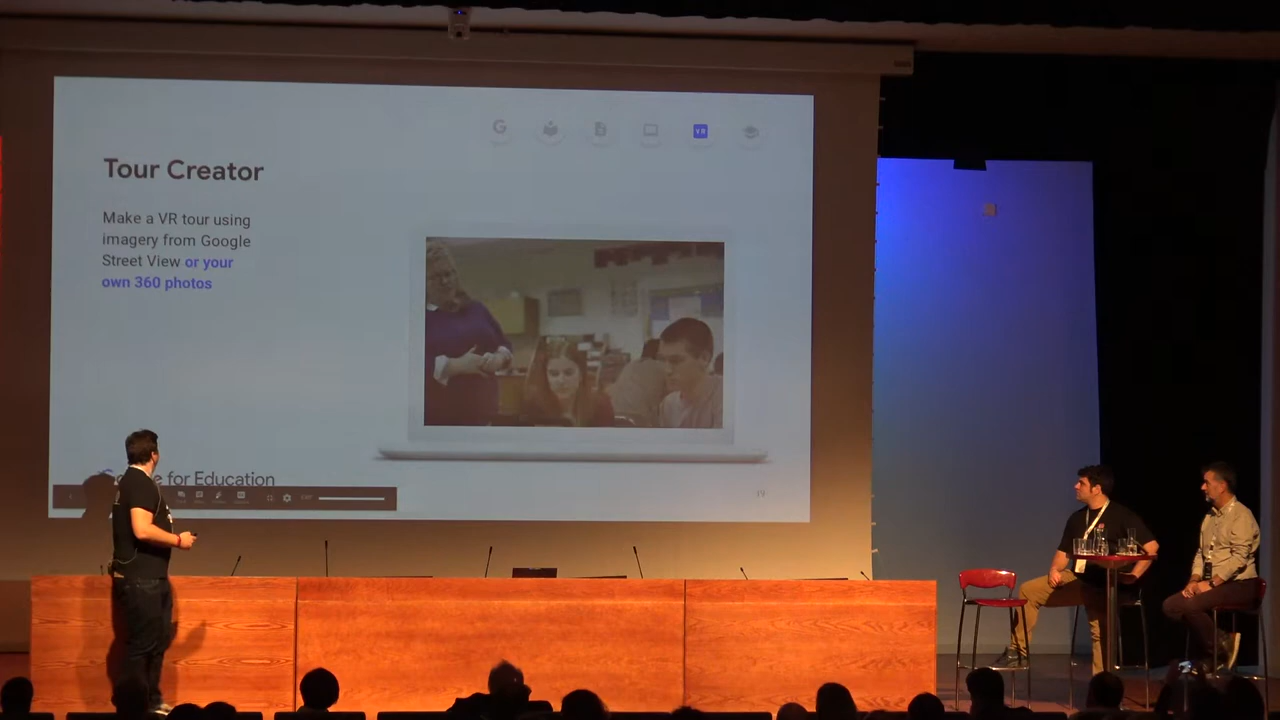 G
VR
Tour Creator
Make a VR tour using
imagery from Google
Street View or your
own 360 photos
for Education